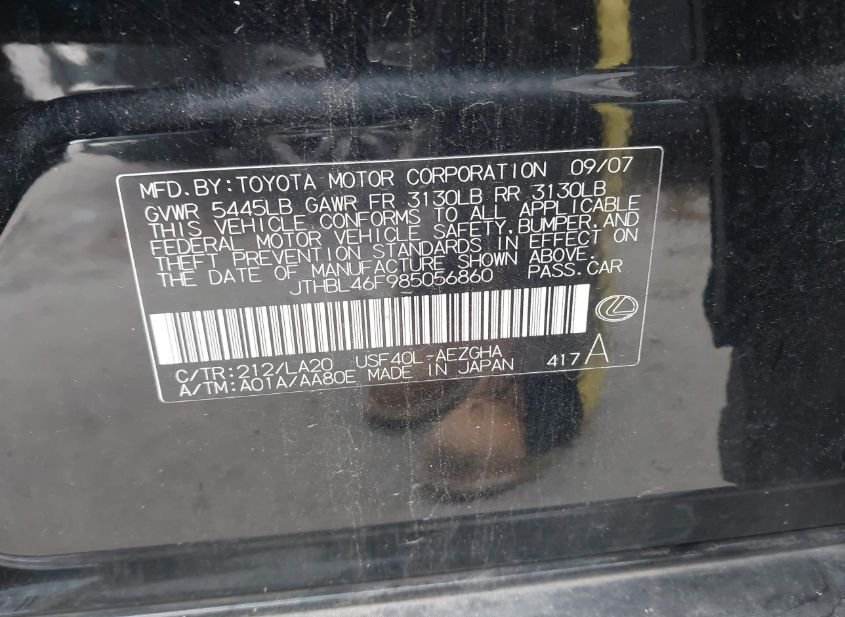 MFD.BY:TOYOTA MOTOR CORPORATION 09/07
GVWR 5445LB GAWR FR 3130LB RR 3130LB
THIS VEHICLE CONFORMS TO ALL APPLICABLE
FEDERAL MOTOR VEHICLE SAFETY,BUMPER,AND
THEFT PREVENTION STANDARDS IN EFFECT ON
THE DATE OF MANUFACTURE SHOWN ABOVE.
JTHBL46F985056860 PASS.CAR
C/TR:212/LA20 USF40L-AEZGHA 417A
A/TM:A01A/AA80E MADE IN JAPAN